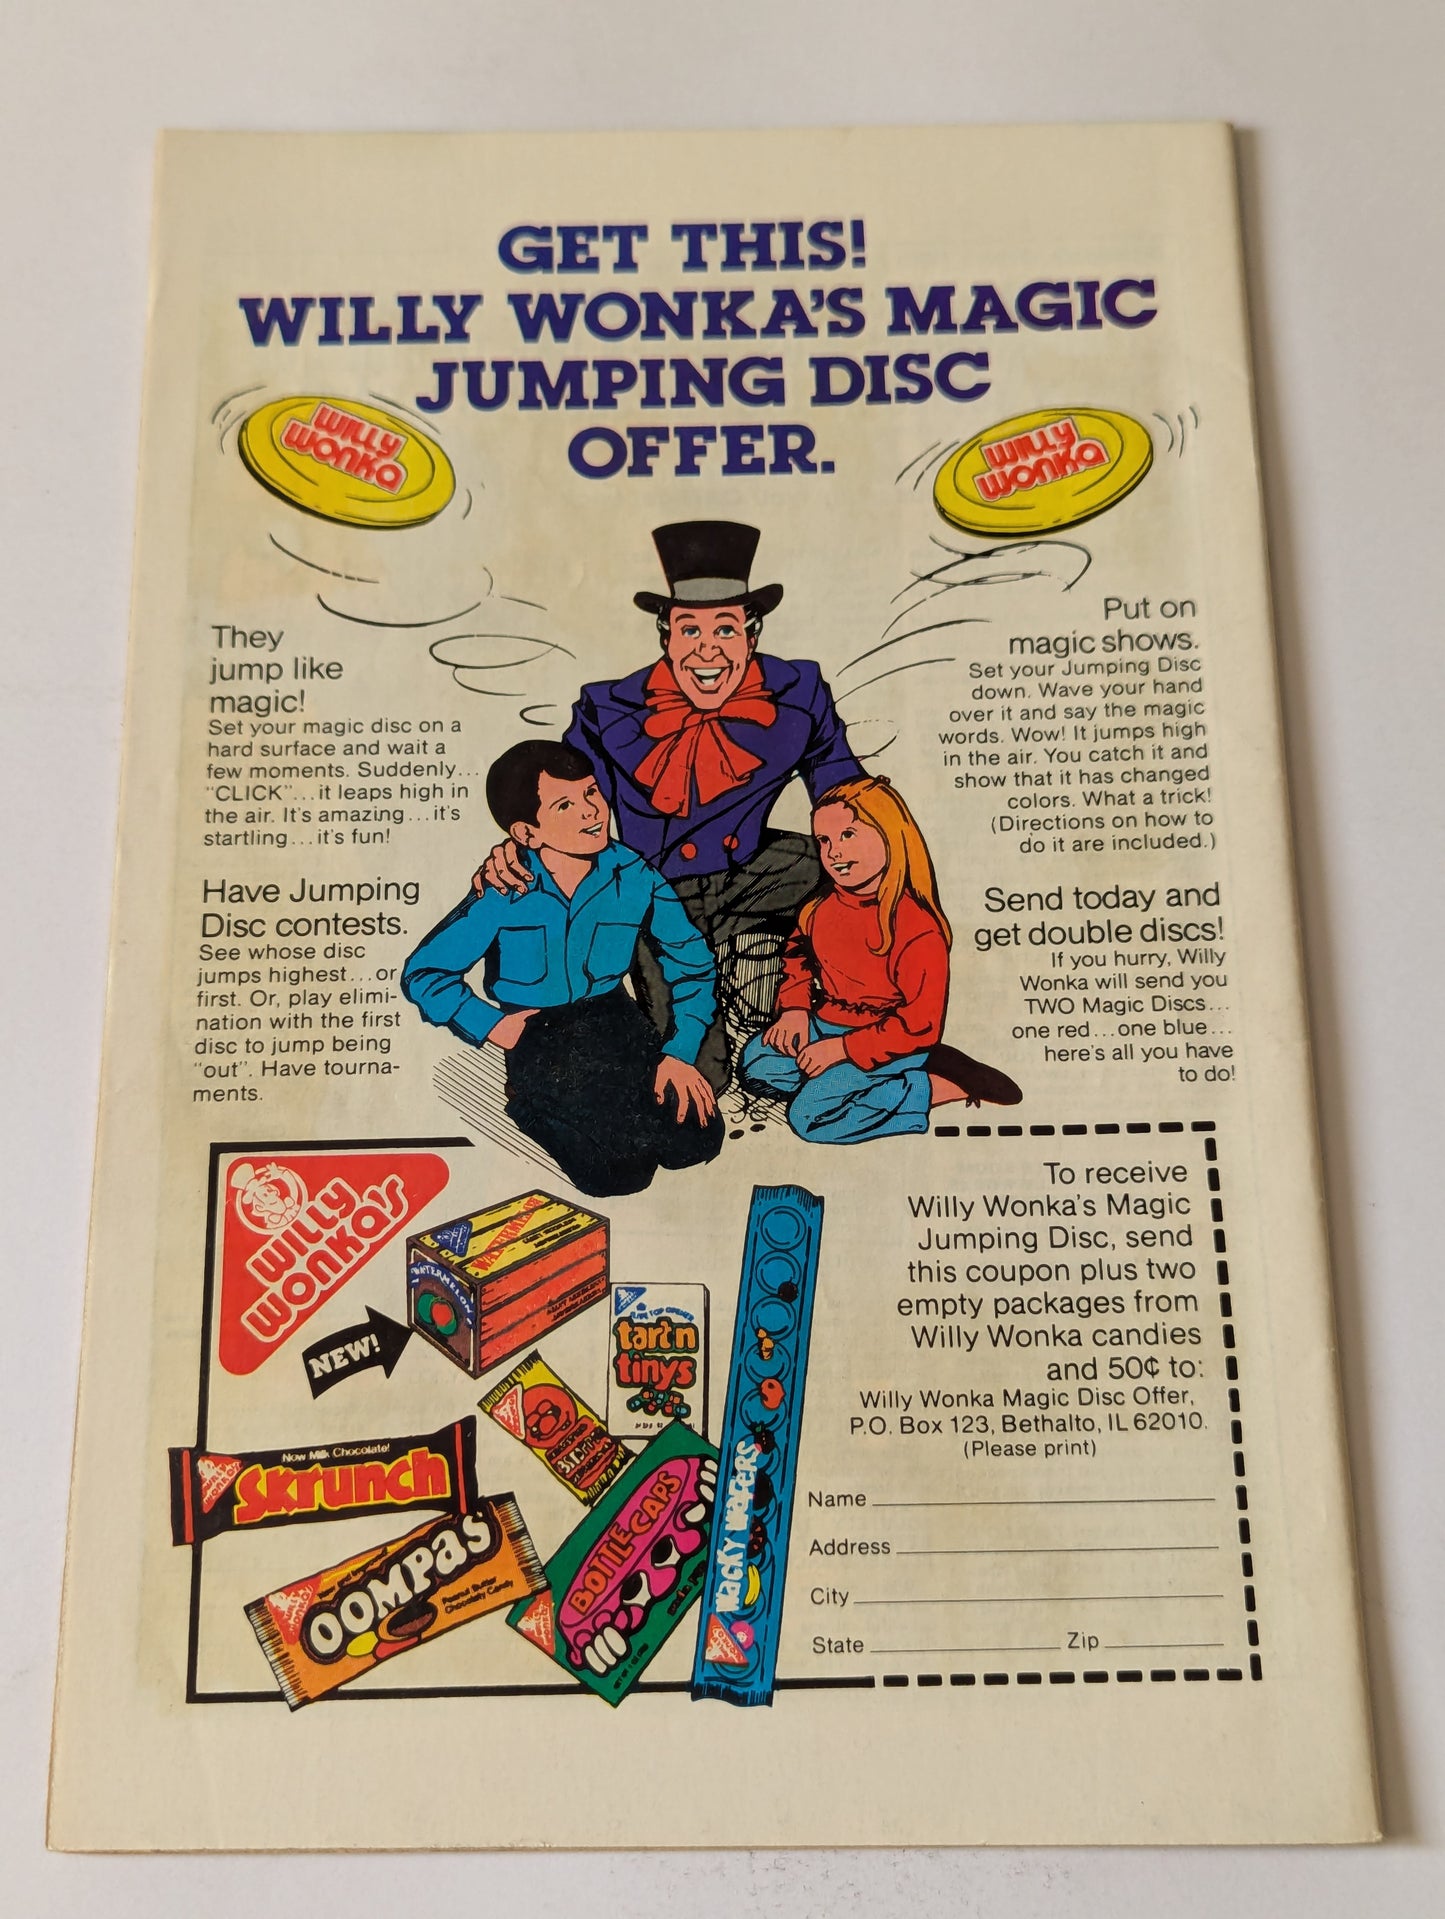 GET THIS!
WILLY WONKA'S MAGIC
JUMPING DISC
OFFER.
WILLY
WONKA
WILLY
WONKA
They
jump like
magic!
Set your magic disc on a
hard surface and wait a
few moments. Suddenly...
"CLICK"...it leaps high in
the air. It's amazing...it's
startling...it's fun!
Have Jumping
Disc contests.
See whose disc
jumps highest...or
first. Or, play elimi-
nation with the first
disc to jump being
"out". Have tourna-
ments.
Put on
magic shows.
Set your Jumping Disc
down. Wave your hand
over it and say the magic
words. Wow! It jumps high
in the air. You catch it and
show that it has changed
colors. What a trick!
(Directions on how to
do it are included.)
Send today and
get double discs!
If you hurry, Willy
Wonka will send you
TWO Magic Discs...
one red...one blue...
here's all you have
to do!
WILLY
WONKA'S
NEW!
WATERMELON
WATERMELON
tart n
tinys
Now Milk Chocolate!
Skrunch
OOMPAS
Peanut Butter
Chocolaty Candy
BOTTLE CAPS
WACKY WAFERS
To receive
Willy Wonka's Magic
Jumping Disc, send
this coupon plus two
empty packages from
Willy Wonka candies
and 50¢ to:
Willy Wonka Magic Disc Offer,
P.O. Box 123, Bethalto, IL 62010.
(Please print)
Name
Address
City
State Zip